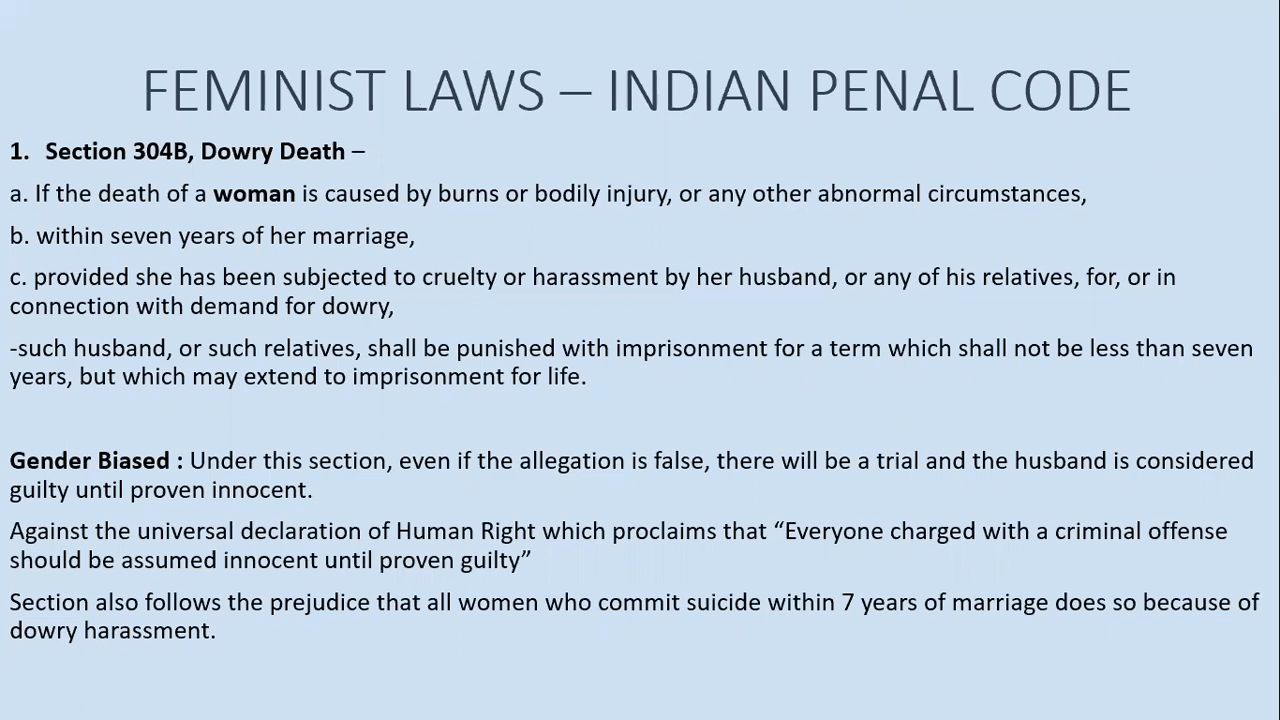 FEMINIST LAWS – INDIAN PENAL CODE
1. Section 304B, Dowry Death –
a. If the death of a woman is caused by burns or bodily injury, or any other abnormal circumstances,
b. within seven years of her marriage,
c. provided she has been subjected to cruelty or harassment by her husband, or any of his relatives, for, or in
connection with demand for dowry,
-such husband, or such relatives, shall be punished with imprisonment for a term which shall not be less than seven
years, but which may extend to imprisonment for life.
Gender Biased : Under this section, even if the allegation is false, there will be a trial and the husband is considered
guilty until proven innocent.
Against the universal declaration of Human Right which proclaims that “Everyone charged with a criminal offense
should be assumed innocent until proven guilty”
Section also follows the prejudice that all women who commit suicide within 7 years of marriage does so because of
dowry harassment.